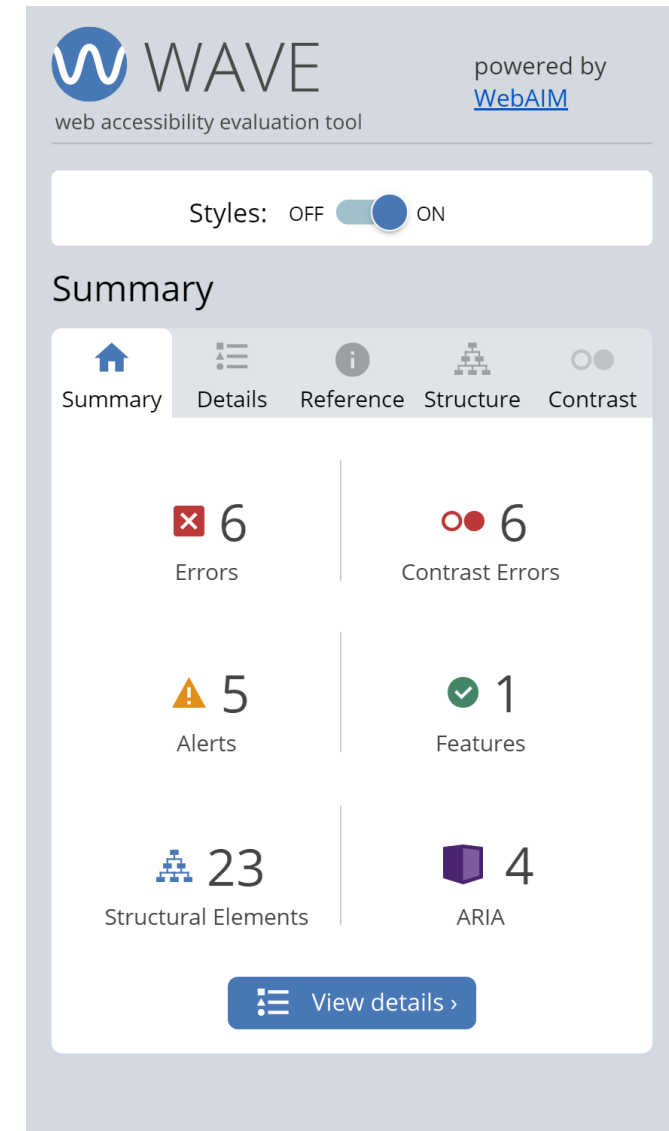 WAVE
powered by
WebAIM
web accessibility evaluation tool
Styles: OFF ON
Summary
Summary Details Reference Structure Contrast
6 6
Errors Contrast Errors
5 1
Alerts Features
23 4
Structural Elements ARIA
View details ›